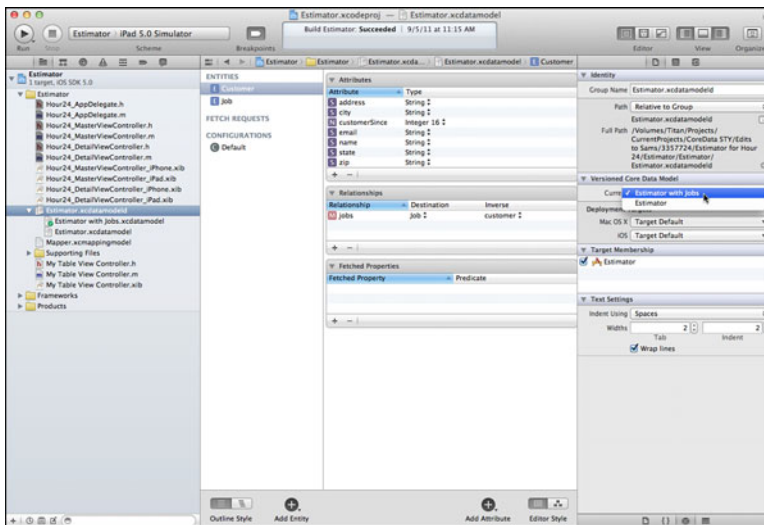 Estimator.xcodeproj — Estimator.xcdatamodel
Run Stop
Estimator iPad 5.0 Simulator
Scheme
Breakpoints
Build Estimator: Succeeded | 9/5/11 at 11:15 AM
Editor View Organiz
Estimator Estimator Estimator.xcda... Estimator.xcdatamodel Customer
Estimator
1 target, iOS SDK 5.0
Estimator
Hour24_AppDelegate.h
Hour24_AppDelegate.m
Hour24_MasterViewController.h
Hour24_MasterViewController.m
Hour24_DetailViewController.h
Hour24_DetailViewController.m
Hour24_MasterViewController_iPhone.xib
Hour24_MasterViewController_iPad.xib
Hour24_DetailViewController_iPhone.xib
Hour24_DetailViewController_iPad.xib
Estimator.xcdatamodeld
Estimator with Jobs.xcdatamodel
Estimator.xcdatamodel
Mapper.xcmappingmodel
Supporting Files
My Table View Controller.h
My Table View Controller.m
My Table View Controller.xib
Frameworks
Products
ENTITIES
E Customer
E Job
FETCH REQUESTS
CONFIGURATIONS
Default
Attributes
Attribute Type
S address String
S city String
N customerSince Integer 16
S email String
S name String
S state String
S zip String
+ −
Relationships
Relationship Destination Inverse
M jobs Job customer
+ −
Fetched Properties
Fetched Property Predicate
+ −
Outline Style Add Entity Add Attribute Editor Style
Identity
Group Name Estimator.xcdatamodeld
Path Relative to Group
Estimator.xcdatamodeld
Full Path /Volumes/Titan/Projects/
CurrentProjects/CoreData STY/Edits
to Sams/3357724/Estimator for Hour
24/Estimator/Estimator/
Estimator.xcdatamodeld
Versioned Core Data Model
Curre ✓ Estimator with Jobs
Estimator
Deployment
Mac OS X Target Default
iOS Target Default
Target Membership
Estimator
Text Settings
Indent Using Spaces
Widths 2 2
Tab Indent
Wrap lines